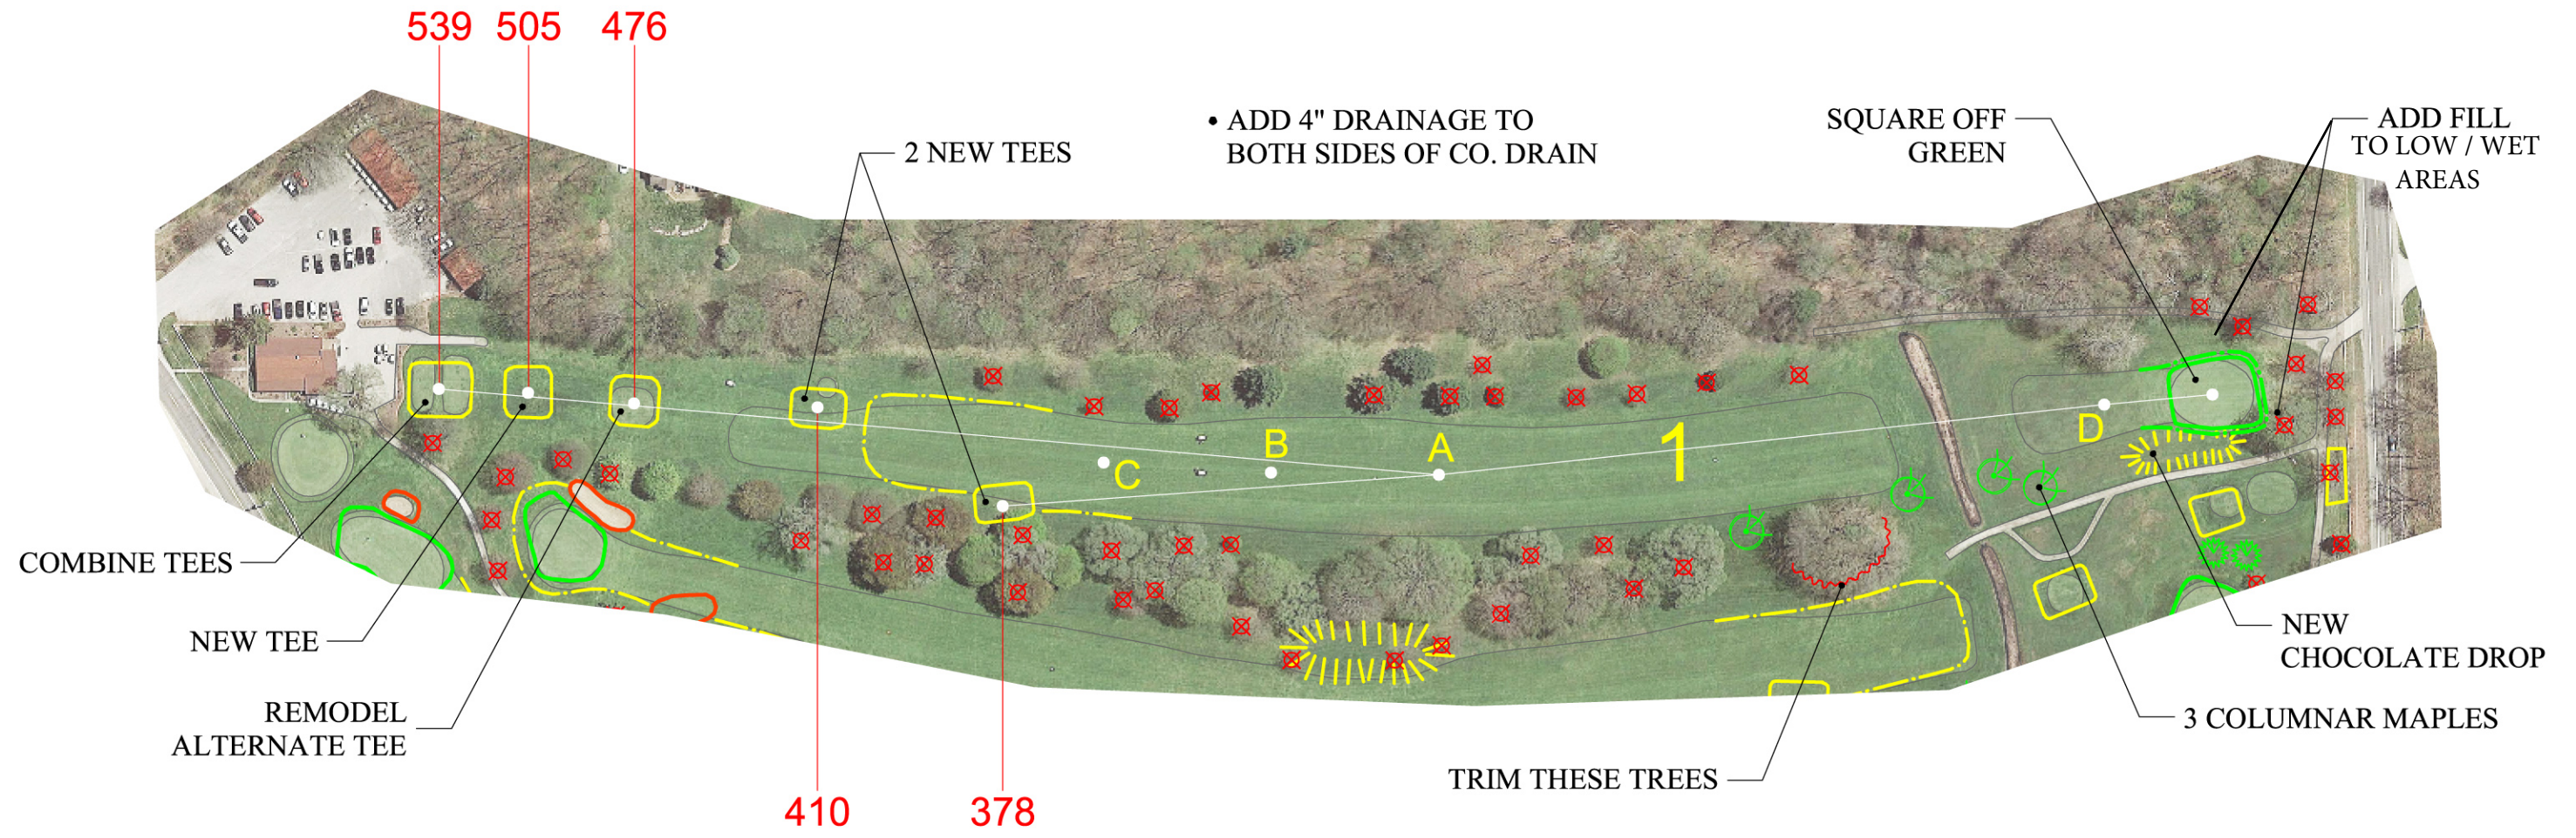 539 505 476
2 NEW TEES
• ADD 4" DRAINAGE TO
BOTH SIDES OF CO. DRAIN
SQUARE OFF
GREEN
ADD FILL
TO LOW / WET
AREAS
1
A
B
C
D
COMBINE TEES
NEW TEE
REMODEL
ALTERNATE TEE
410
378
TRIM THESE TREES
NEW
CHOCOLATE DROP
3 COLUMNAR MAPLES